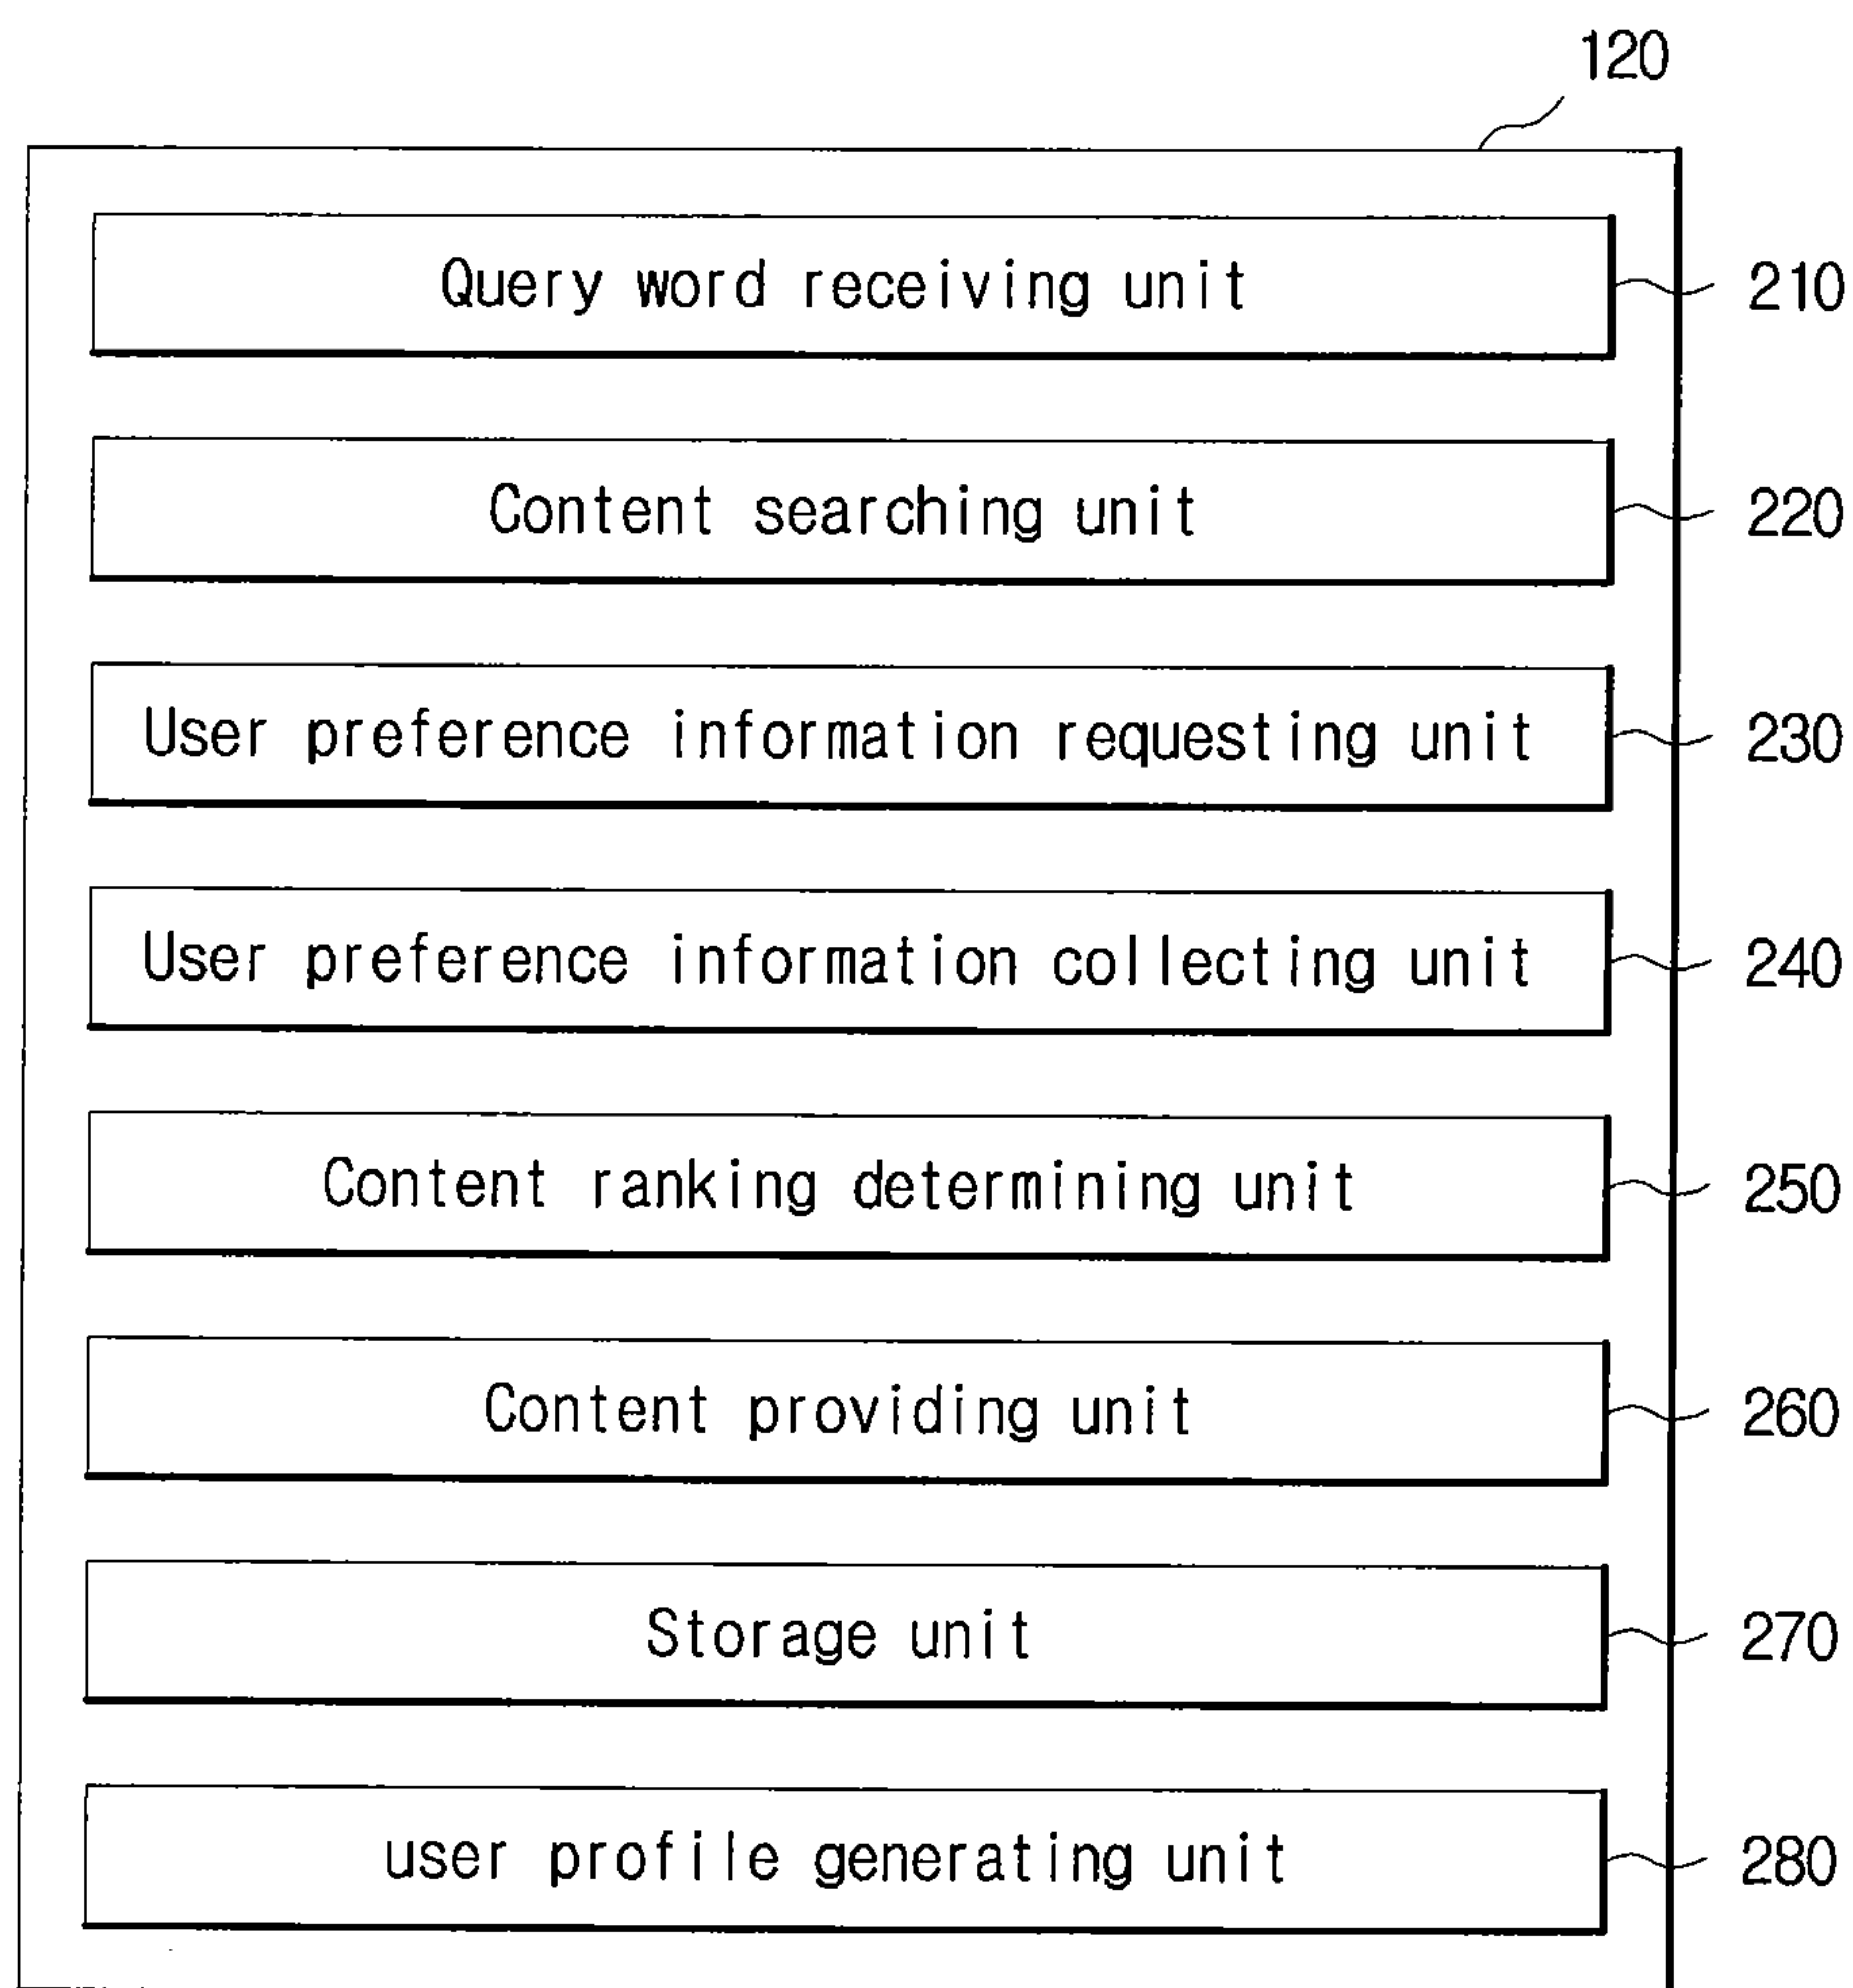 120
Query word receiving unit 210
Content searching unit 220
User preference information requesting unit 230
User preference information collecting unit 240
Content ranking determining unit 250
Content providing unit 260
Storage unit 270
user profile generating unit 280